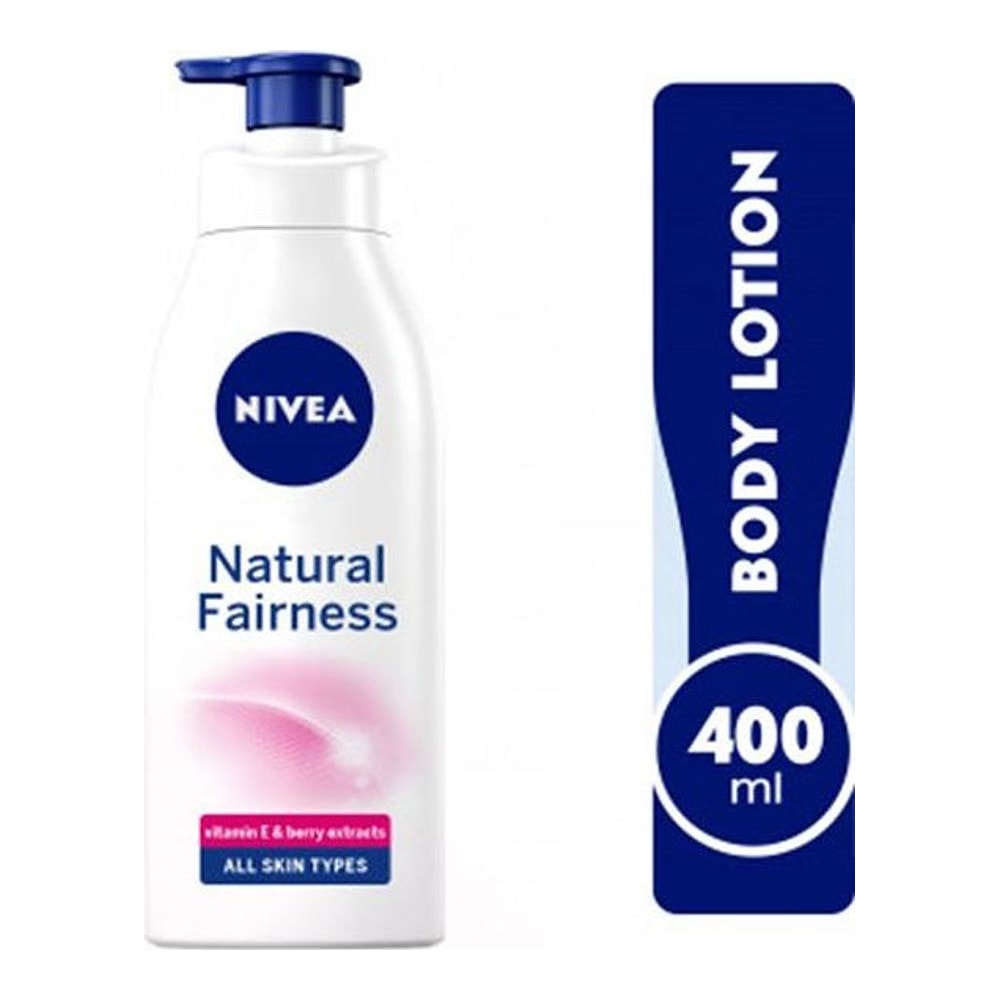 NIVEA
Natural
Fairness
vitamin E & berry extracts
ALL SKIN TYPES
BODY LOTION
400
ml